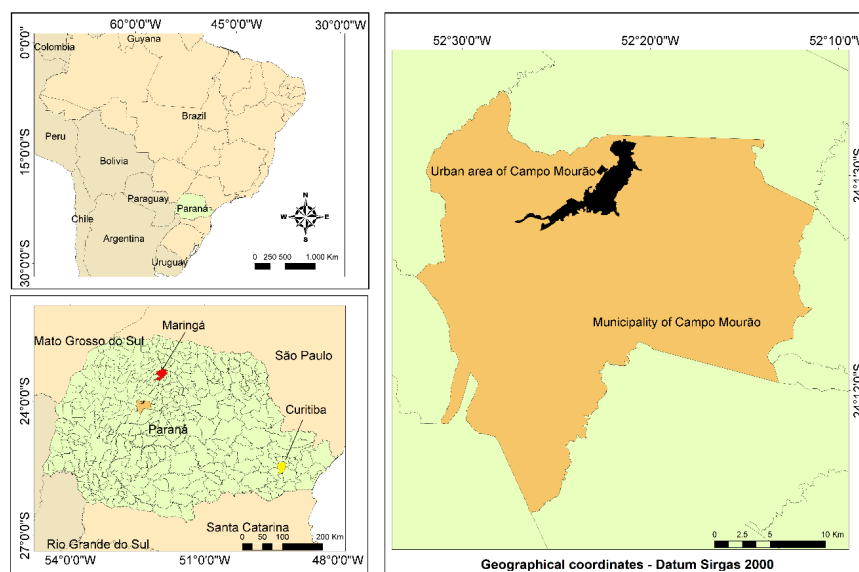 60°0'0"W 45°0'0"W 30°0'0"W
0°0'0"
15°0'0"S
30°0'0"S
Guyana
Colombia
Brazil
Peru
Bolivia
Paraguay
Paraná
Chile
Argentina
Uruguay
N
W E
S
0 250 500 1.000 Km
Maringá
Mato Grosso do Sul
São Paulo
Curitiba
Paraná
Santa Catarina
Rio Grande do Sul
0 50 100 200 Km
24°0'0"S
27°0'0"S
54°0'0"W 51°0'0"W 48°0'0"W
52°30'0"W 52°20'0"W 52°10'0"W
Urban area of Campo Mourão
Municipality of Campo Mourão
24°12'0"S
0 2.5 5 10 Km
Geographical coordinates - Datum Sirgas 2000